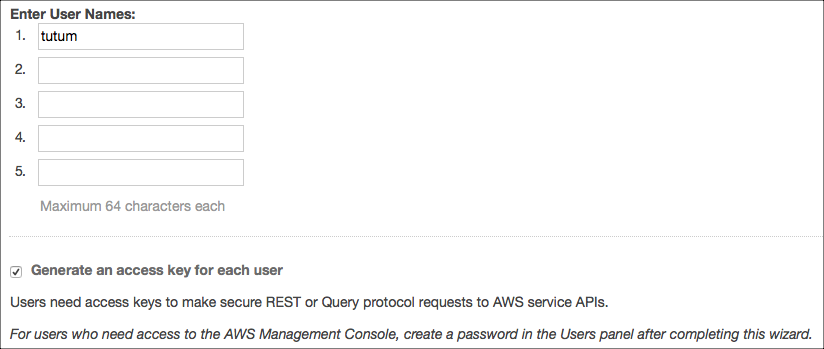 Enter User Names:
1. tutum
2.
3.
4.
5.
Maximum 64 characters each
Generate an access key for each user
Users need access keys to make secure REST or Query protocol requests to AWS service APIs.
For users who need access to the AWS Management Console, create a password in the Users panel after completing this wizard.